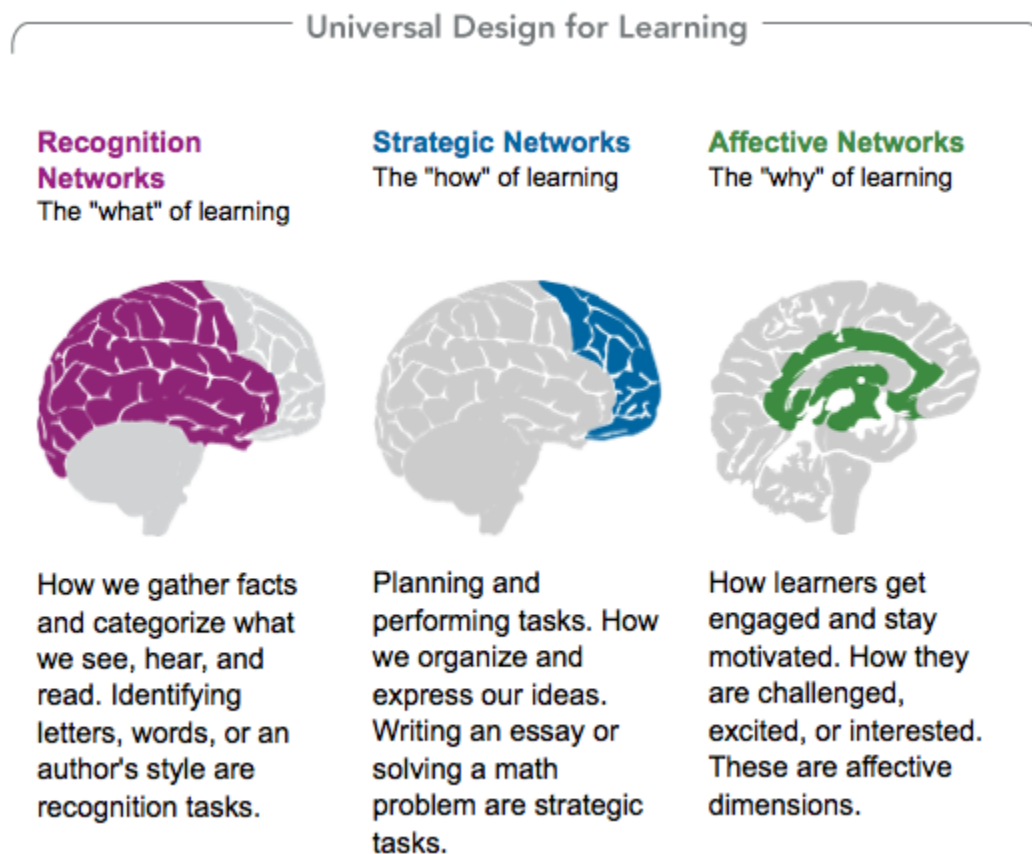 Universal Design for Learning
Recognition
Networks
The "what" of learning
How we gather facts
and categorize what
we see, hear, and
read. Identifying
letters, words, or an
author's style are
recognition tasks.
Strategic Networks
The "how" of learning
Planning and
performing tasks. How
we organize and
express our ideas.
Writing an essay or
solving a math
problem are strategic
tasks.
Affective Networks
The "why" of learning
How learners get
engaged and stay
motivated. How they
are challenged,
excited, or interested.
These are affective
dimensions.